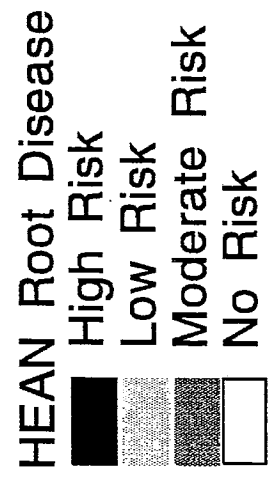 HEAN Root Disease
High Risk
Low Risk
Moderate Risk
No Risk